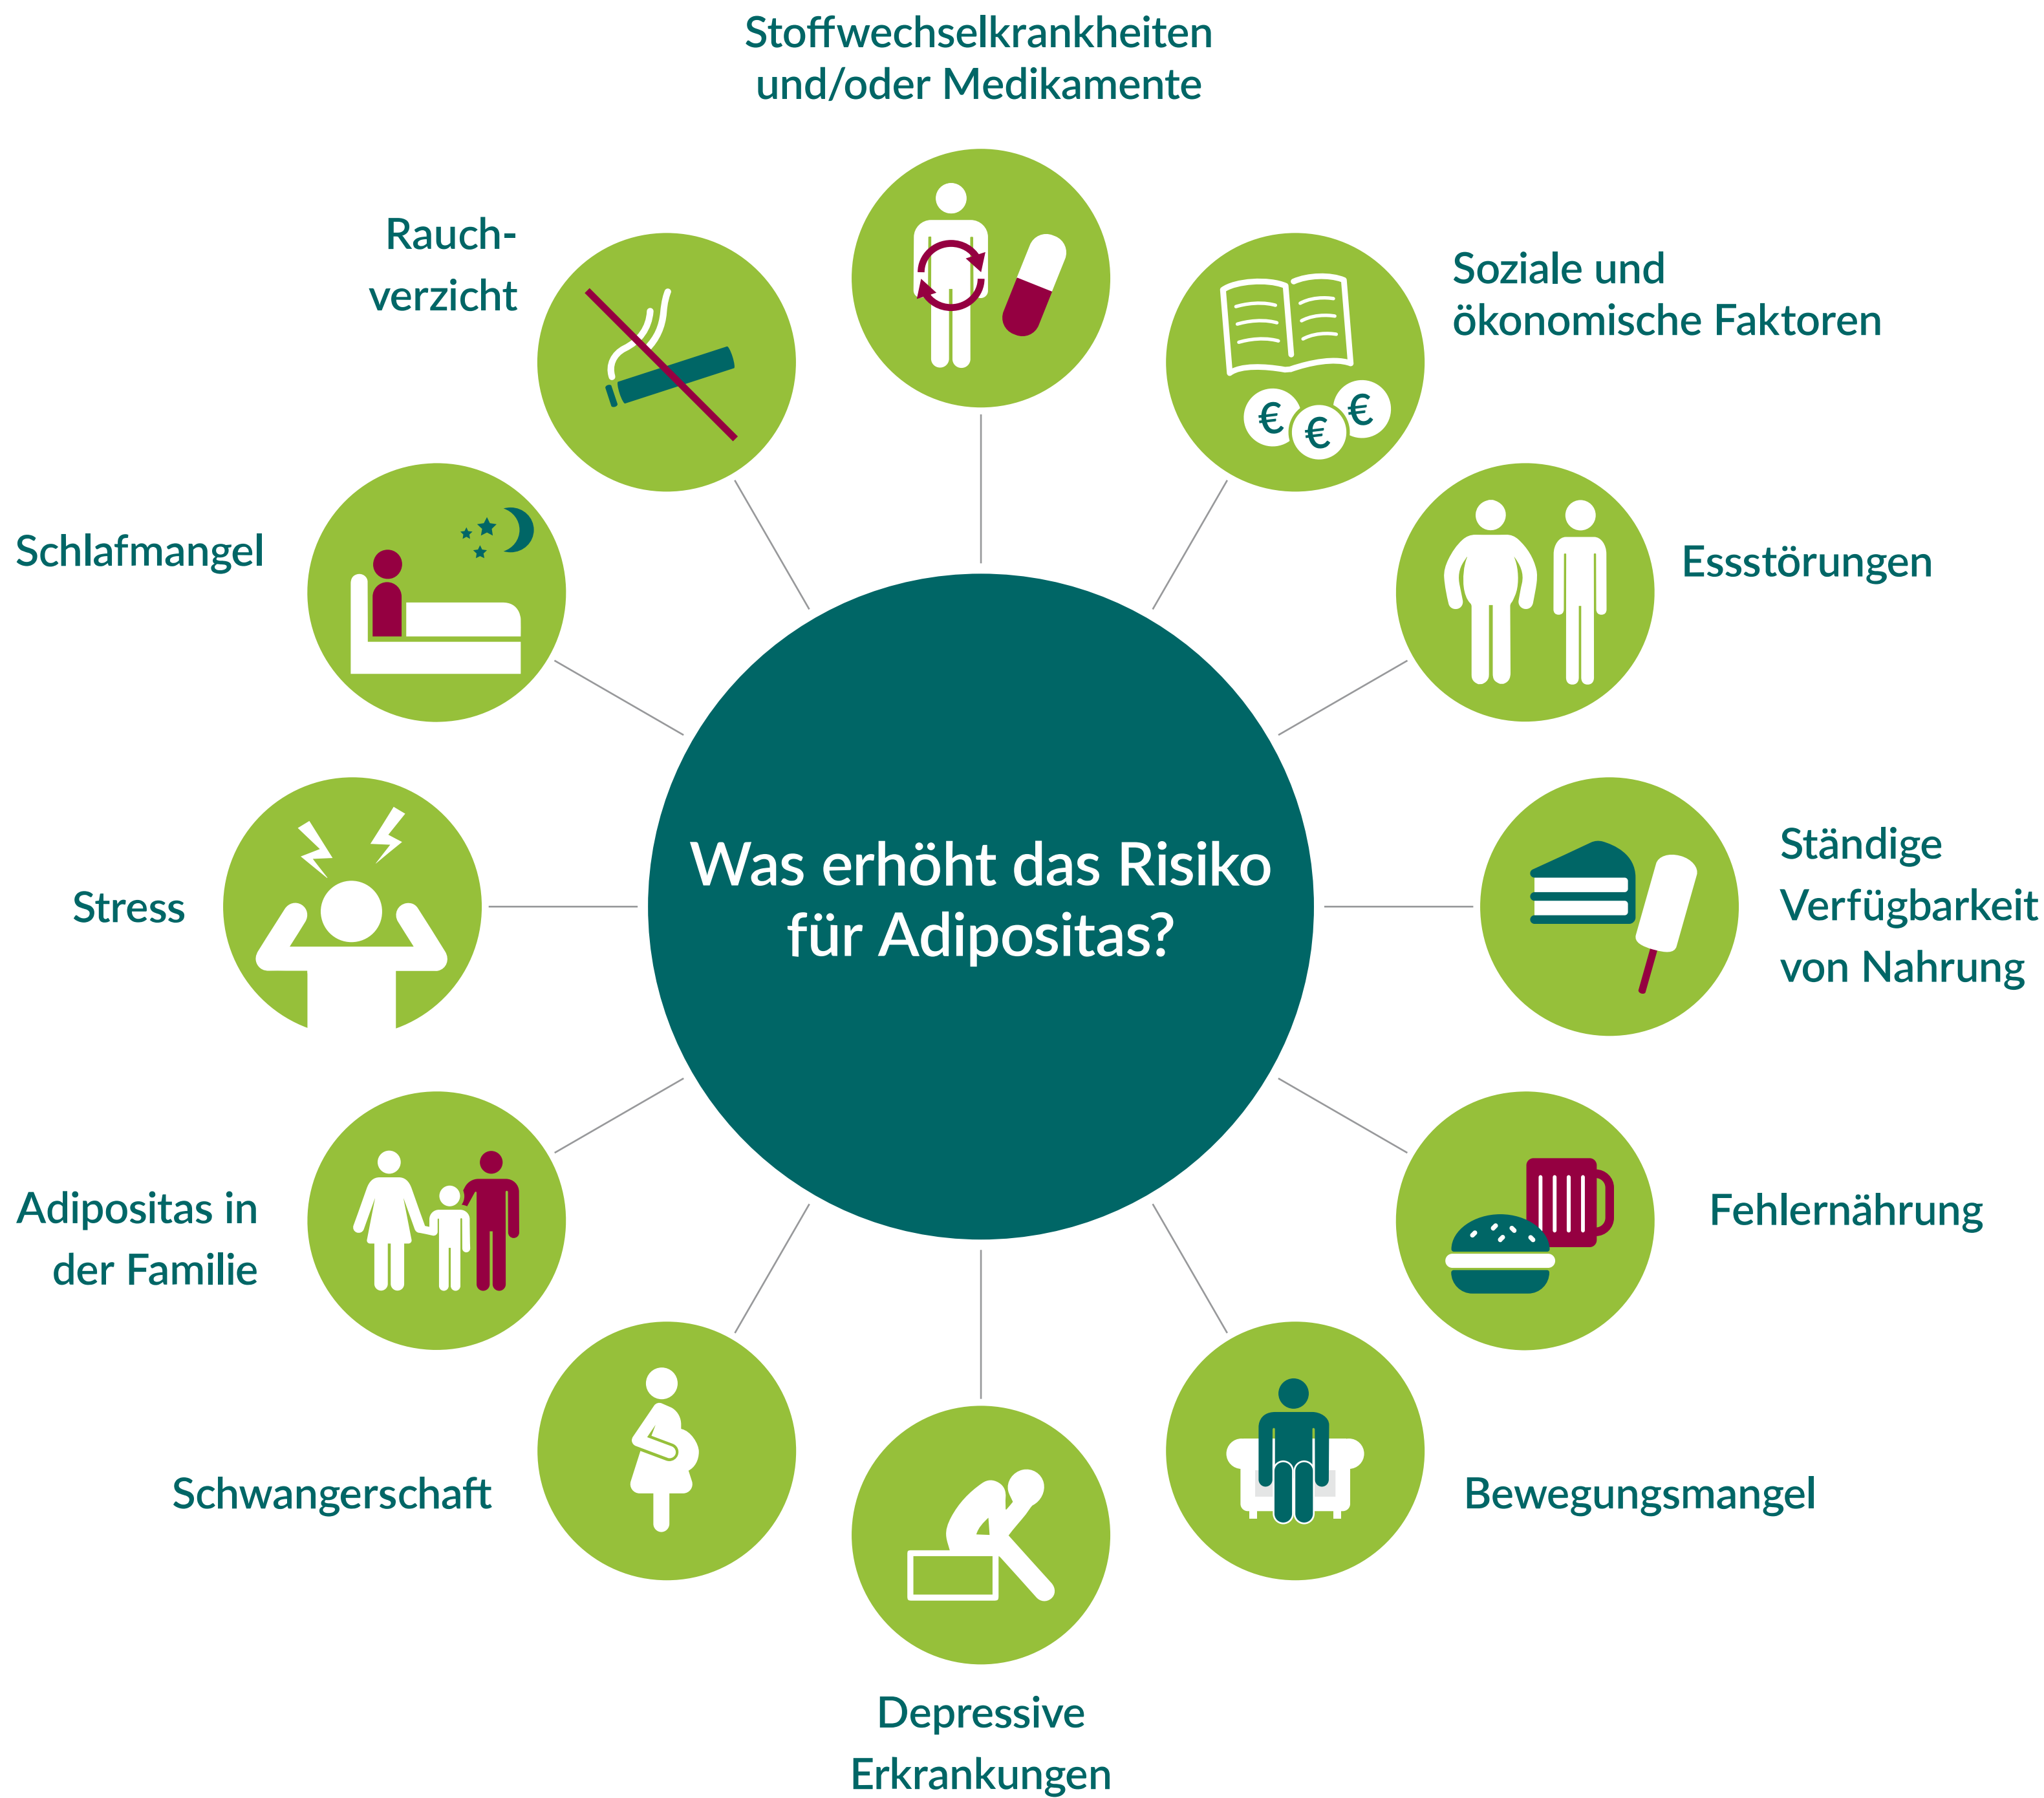 Stoffwechselkrankheiten
und/oder Medikamente
Soziale und
ökonomische Faktoren
€ € €
Essstörungen
Ständige
Verfügbarkeit
von Nahrung
Fehlernährung
Bewegungsmangel
Depressive
Erkrankungen
Schwangerschaft
Adipositas in
der Familie
Stress
Schlafmangel
Rauch-
verzicht
Was erhöht das Risiko
für Adipositas?